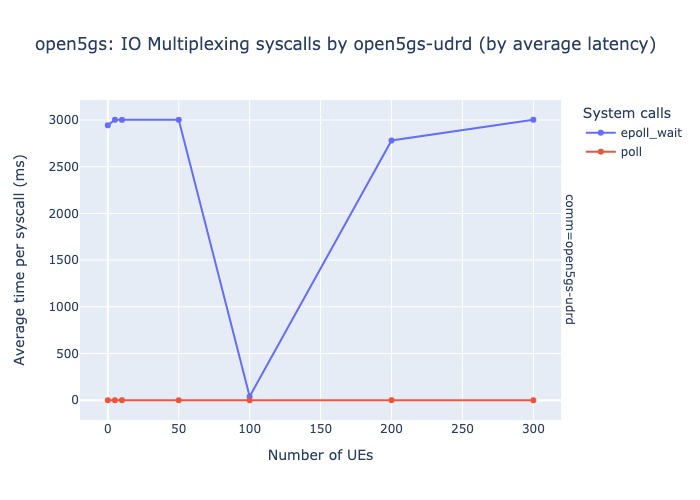 open5gs: IO Multiplexing syscalls by open5gs-udrd (by average latency)
System calls
epoll_wait
poll
Average time per syscall (ms)
3000
2500
2000
1500
1000
500
0
comm=open5gs-udrd
0 50 100 150 200 250 300
Number of UEs